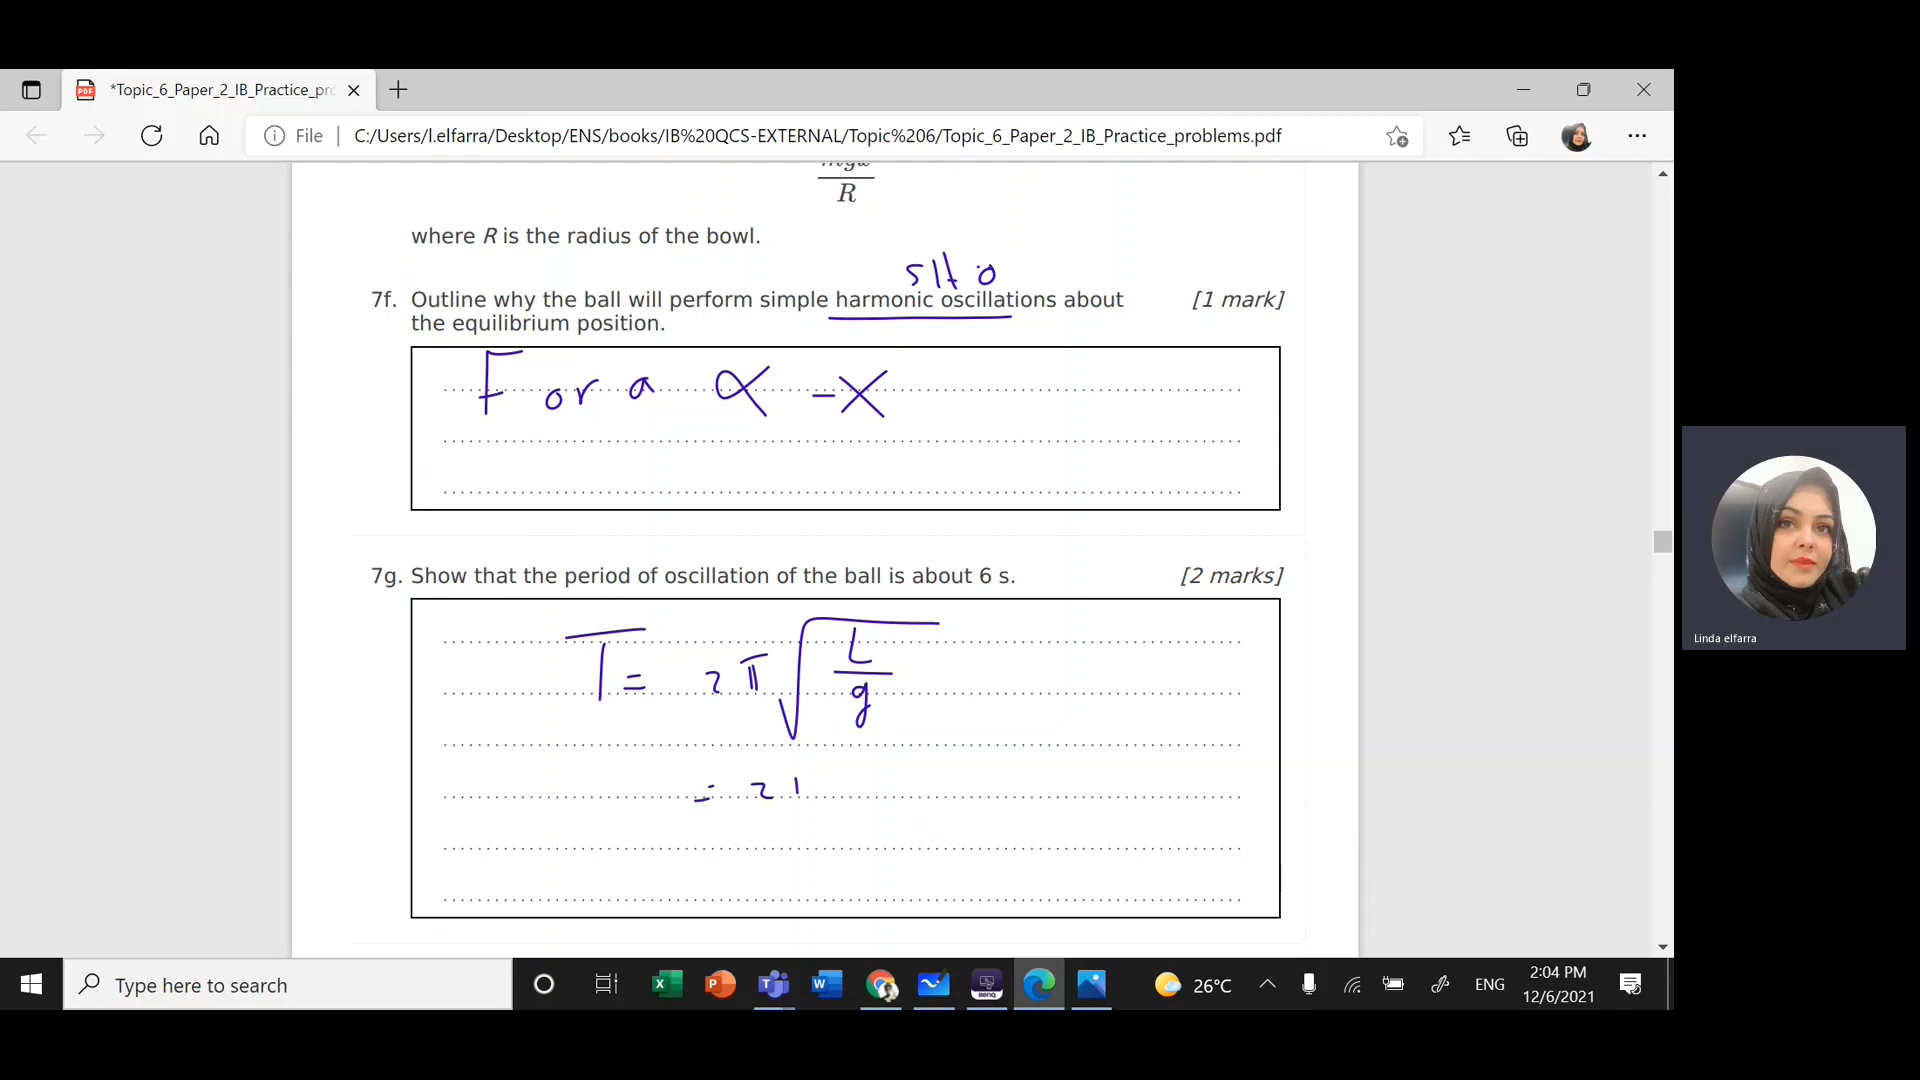 *Topic_6_Paper_2_IB_Practice_pro
File
C:/Users/l.elfarra/Desktop/ENS/books/IB%20QCS-EXTERNAL/Topic%206/Topic_6_Paper_2_IB_Practice_problems.pdf
mgx
R
where R is the radius of the bowl.
SHO
7f. Outline why the ball will perform simple harmonic oscillations about [1 mark]
the equilibrium position.
F or a ∝ -x
7g. Show that the period of oscillation of the ball is about 6 s. [2 marks]
T = 2π √ L
g
= 2
Linda elfarra
Type here to search
26°C
ENG
2:04 PM
12/6/2021